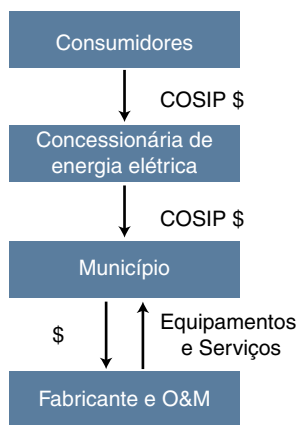 Consumidores
COSIP $
Concessionária de
energia elétrica
COSIP $
Município
$
Equipamentos
e Serviços
Fabricante e O&M